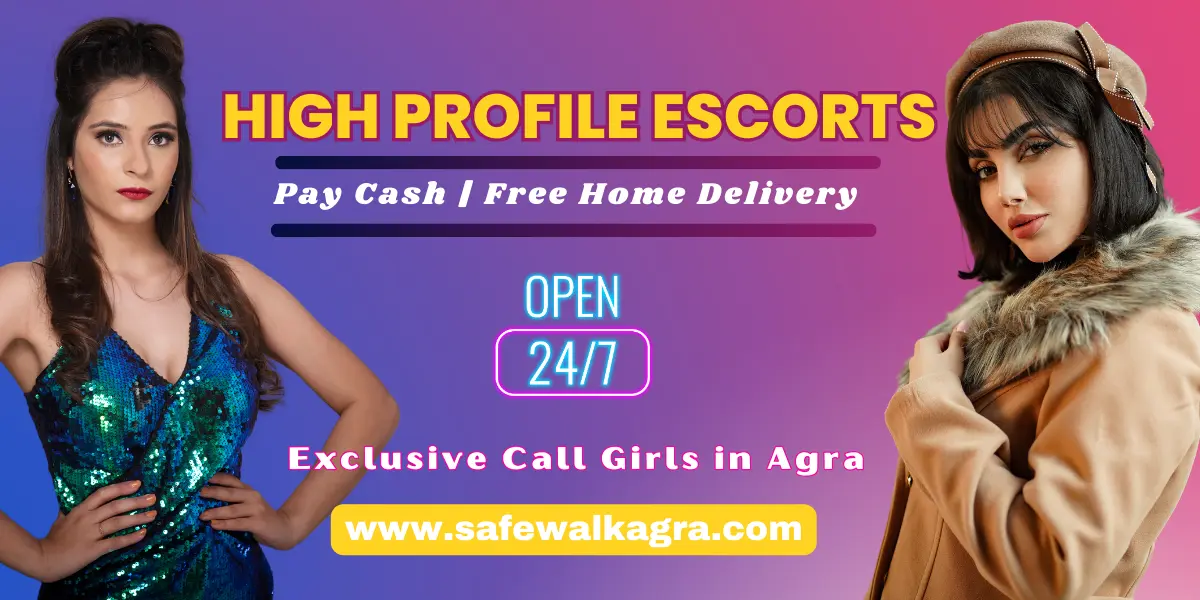 HIGH PROFILE ESCORTS
Pay Cash | Free Home Delivery
OPEN
24/7
Exclusive Call Girls in Agra
www.safewalkagra.com